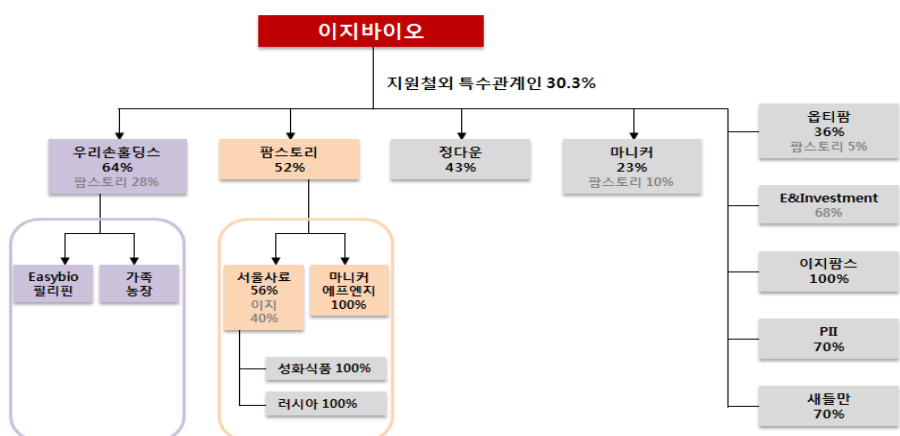 이지바이오
지원철외 특수관계인 30.3%
우리손홀딩스
64%
팜스토리 28%
팜스토리
52%
정다운
43%
마니커
23%
팜스토리 10%
옵티팜
36%
팜스토리 5%
E&Investment
68%
이지팜스
100%
PII
70%
새들만
70%
Easybio
필리핀
가족
농장
서울사료
56%
이지
40%
마니커
에프엔지
100%
성화식품 100%
러시아 100%